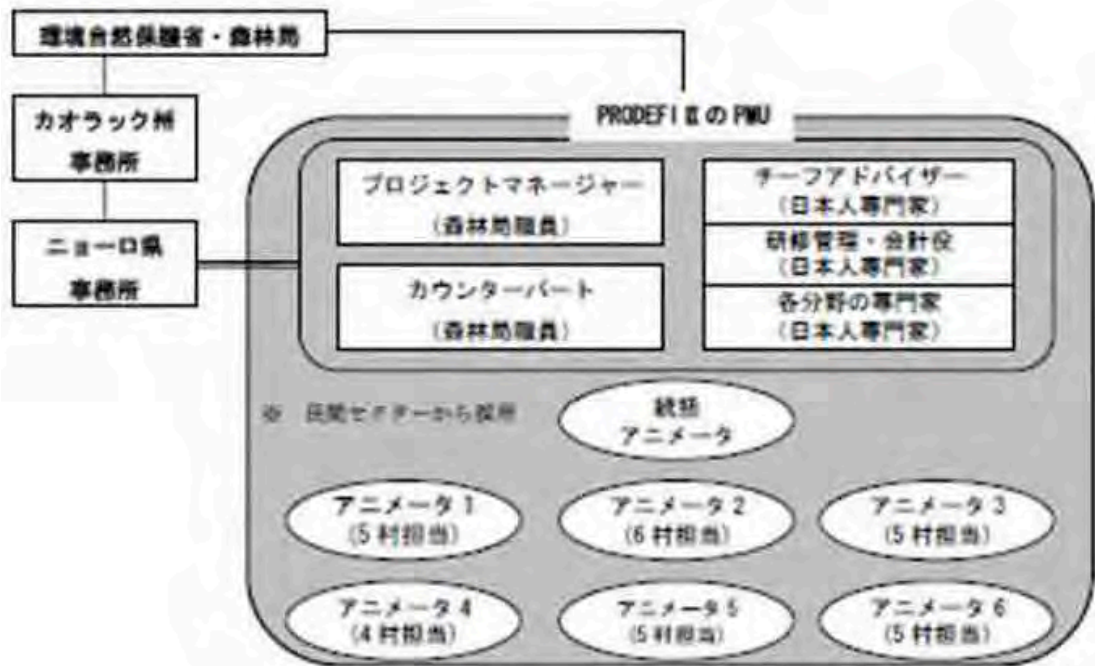 環境自然保護省・森林局
カオラック州
事務所
ニョーロ県
事務所
PRODEFI II の PMU
プロジェクトマネージャー
(森林局職員)
カウンターパート
(森林局職員)
チーフアドバイザー
(日本人専門家)
研修管理・会計役
(日本人専門家)
各分野の専門家
(日本人専門家)
※ 民間セクターから採用
統括
アニメータ
アニメータ 1
(5 村担当)
アニメータ 2
(6 村担当)
アニメータ 3
(5 村担当)
アニメータ 4
(4 村担当)
アニメータ 5
(5 村担当)
アニメータ 6
(5 村担当)